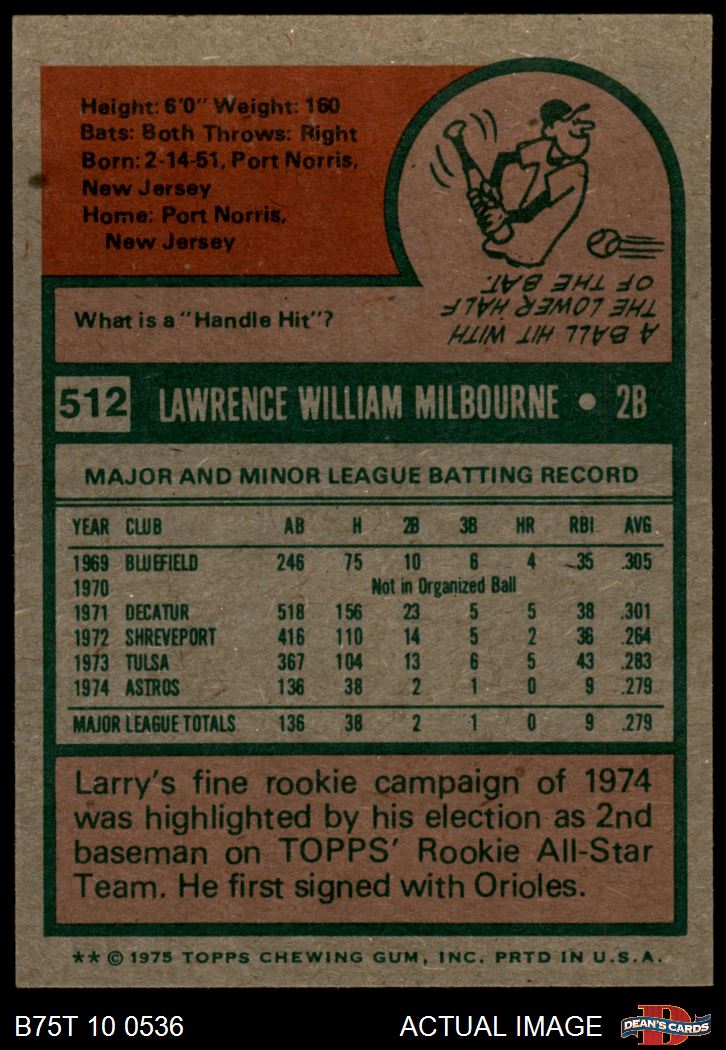 Height: 6'0" Weight: 160
Bats: Both Throws: Right
Born: 2-14-51, Port Norris,
New Jersey
Home: Port Norris,
New Jersey
What is a "Handle Hit"?
A BALL HIT WITH
THE LOWER HALF
OF THE BAT.
512 LAWRENCE WILLIAM MILBOURNE • 2B
MAJOR AND MINOR LEAGUE BATTING RECORD
YEAR CLUB AB H 2B 3B HR RBI AVG
1969 BLUEFIELD 246 75 10 6 4 35 .305
1970 Not in Organized Ball
1971 DECATUR 518 156 23 5 5 38 .301
1972 SHREVEPORT 416 110 14 5 2 36 .264
1973 TULSA 367 104 13 6 5 43 .283
1974 ASTROS 136 38 2 1 0 9 .279
MAJOR LEAGUE TOTALS 136 38 2 1 0 9 .279
Larry's fine rookie campaign of 1974
was highlighted by his election as 2nd
baseman on TOPPS' Rookie All-Star
Team. He first signed with Orioles.
** © 1975 TOPPS CHEWING GUM, INC. PRTD IN U.S.A.
B75T 10 0536 ACTUAL IMAGE
DEAN'S CARDS